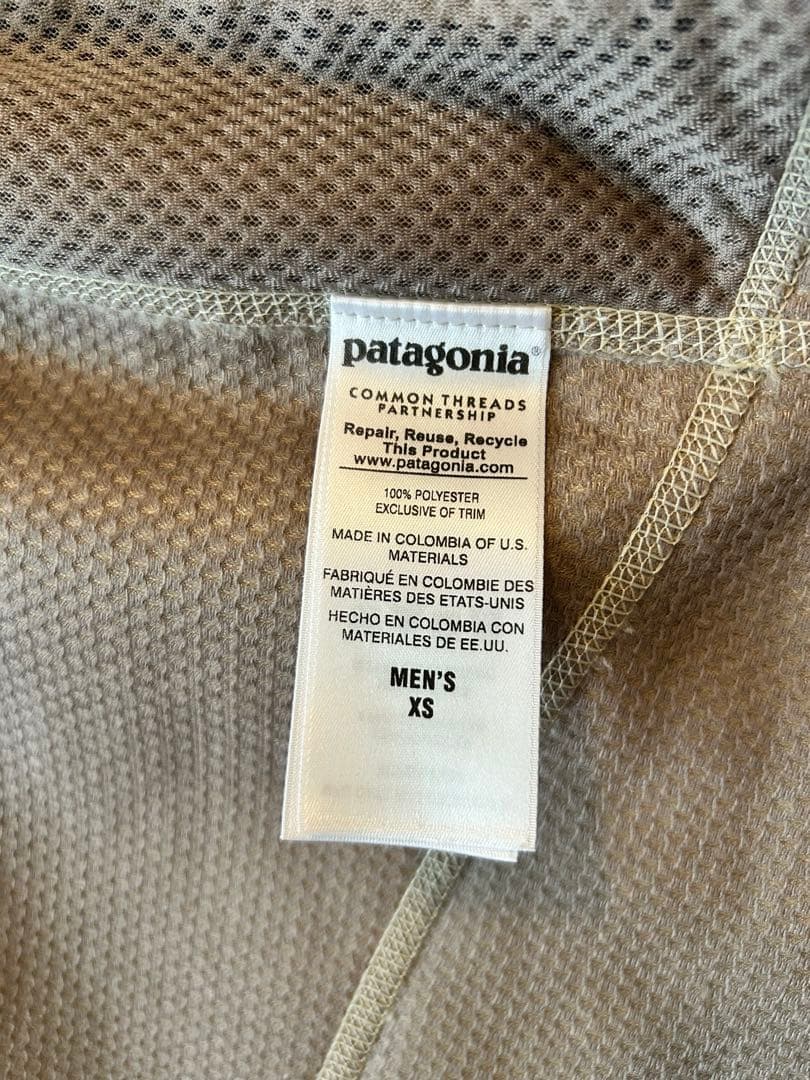 patagonia®
COMMON THREADS
PARTNERSHIP
Repair, Reuse, Recycle
This Product
www.patagonia.com
100% POLYESTER
EXCLUSIVE OF TRIM
MADE IN COLOMBIA OF U.S.
MATERIALS
FABRIQUÉ EN COLOMBIE DES
MATIÈRES DES ETATS-UNIS
HECHO EN COLOMBIA CON
MATERIALES DE EE.UU.
MEN'S
XS